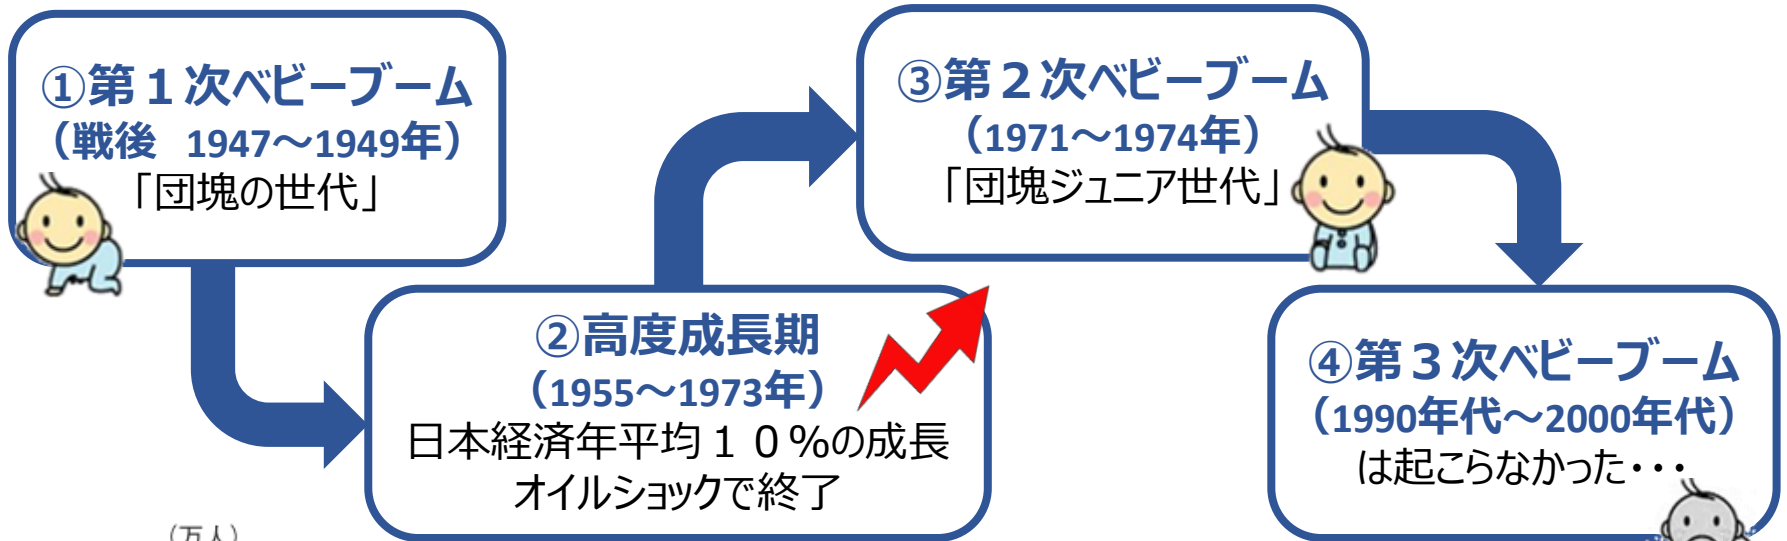 ①第１次ベビーブーム
（戦後 1947～1949年）
「団塊の世代」
②高度成長期
（1955～1973年）
日本経済年平均１０％の成長
オイルショックで終了
③第２次ベビーブーム
（1971～1974年）
「団塊ジュニア世代」
④第３次ベビーブーム
（1990年代～2000年代）
は起こらなかった・・・
（万人）